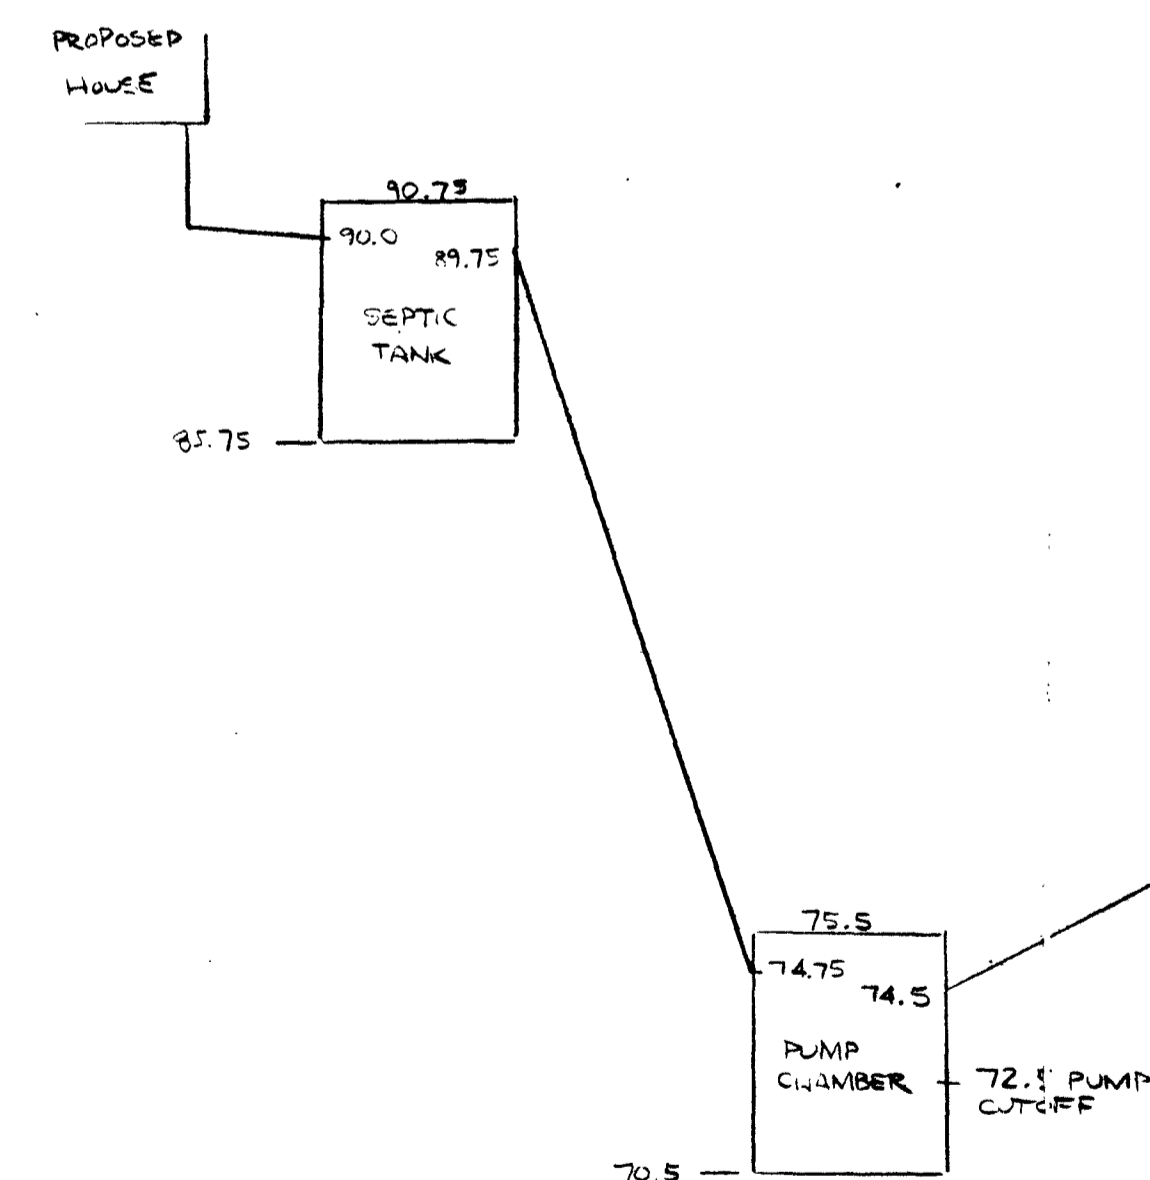 PROPOSED
HOUSE
90.75
90.0
89.75
SEPTIC
TANK
85.75
75.5
74.75
74.5
PUMP
CHAMBER
PUMP
CUTOFF
70.5